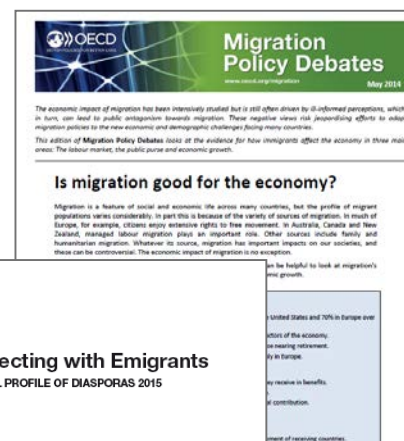 OECD
Migration
Policy Debates
www.oecd.org/migration
May 2014
The economic impact of migration has been intensively studied but is still often driven by ill-informed perceptions, which,
in turn, can lead to public antagonism towards migration. These negative views risk jeopardising efforts to adapt
migration policies to the new economic and demographic challenges facing many countries.
This edition of Migration Policy Debates looks at the evidence for how immigrants affect the economy in three main
areas: The labour market, the public purse and economic growth.
Is migration good for the economy?
Migration is a feature of social and economic life across many countries, but the profile of migrant
populations varies considerably. In part this is because of the variety of sources of migration. In much of
Europe, for example, citizens enjoy extensive rights to free movement. In Australia, Canada and New
Zealand, managed labour migration plays an important role. Other sources include family and
humanitarian migration. Whatever its source, migration has important impacts on our societies, and
these can be controversial. The economic impact of migration is no exception.
an be helpful to look at migration's
mic growth.
United States and 70% in Europe over
ctors of the economy.
se nearing retirement.
ly in Europe.
ey receive in benefits.
al contribution.
ment of receiving countries.
ecting with Emigrants
L PROFILE OF DIASPORAS 2015